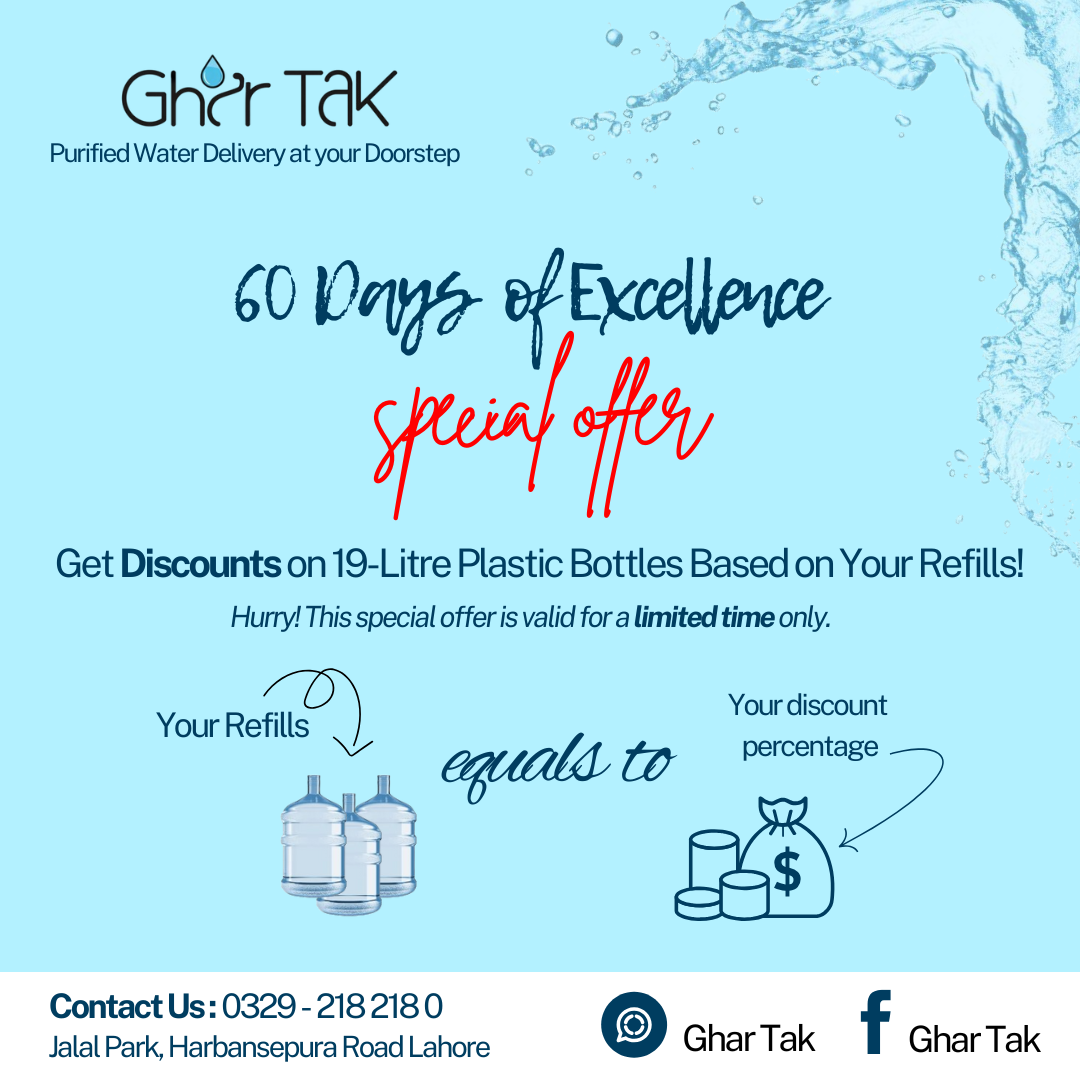 Ghar Tak
Purified Water Delivery at your Doorstep
60 Days of Excellence
special offer
Get Discounts on 19-Litre Plastic Bottles Based on Your Refills!
Hurry! This special offer is valid for a limited time only.
Your Refills
equals to
Your discount
percentage
$
Contact Us : 0329 - 218 218 0
Jalal Park, Harbansepura Road Lahore
Ghar Tak
Ghar Tak